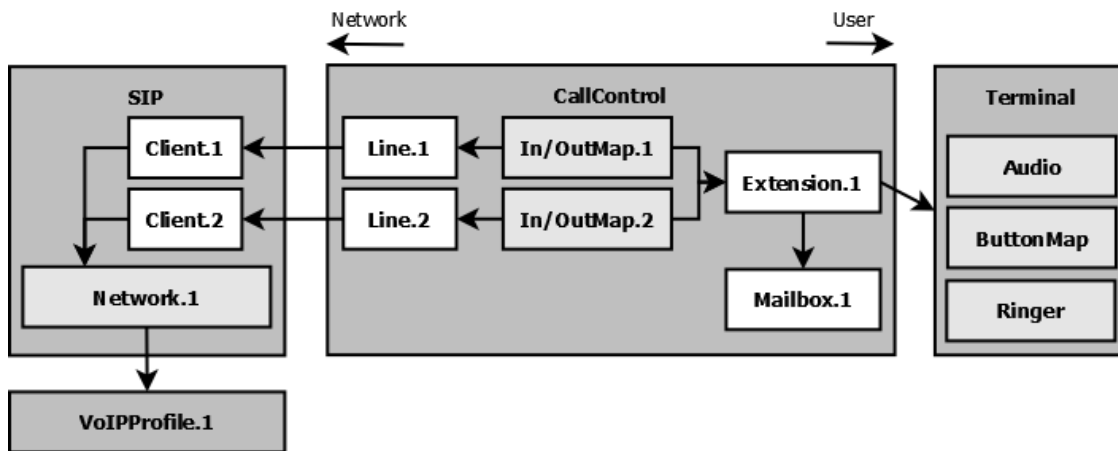 Network
User
SIP
CallControl
Terminal
Client.1
Line.1
In/OutMap.1
Extension.1
Audio
Client.2
Line.2
In/OutMap.2
ButtonMap
Network.1
Mailbox.1
Ringer
VoIPProfile.1